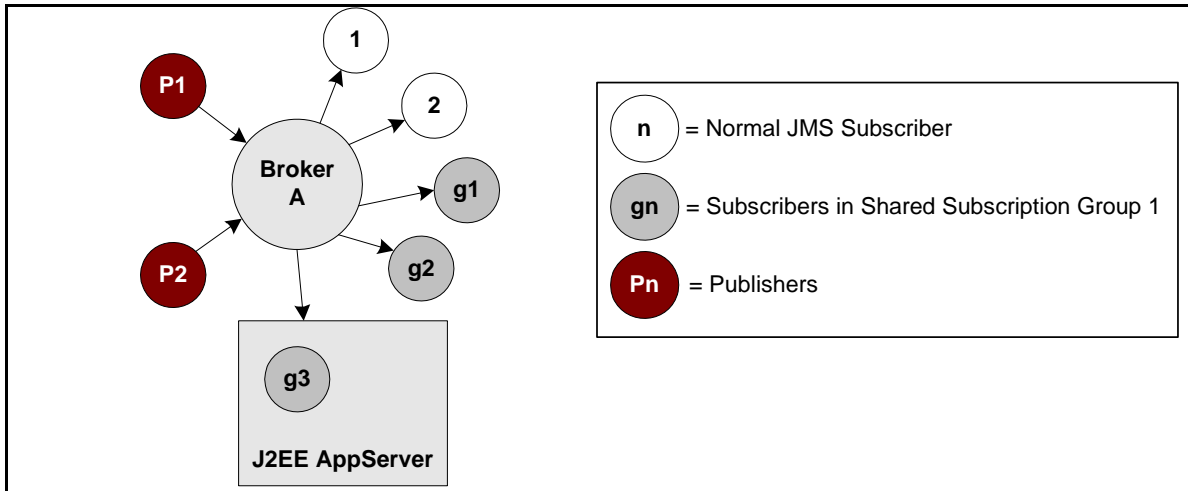 1
P1
2
Broker
A
g1
g2
P2
g3
J2EE AppServer
n = Normal JMS Subscriber
gn = Subscribers in Shared Subscription Group 1
Pn = Publishers